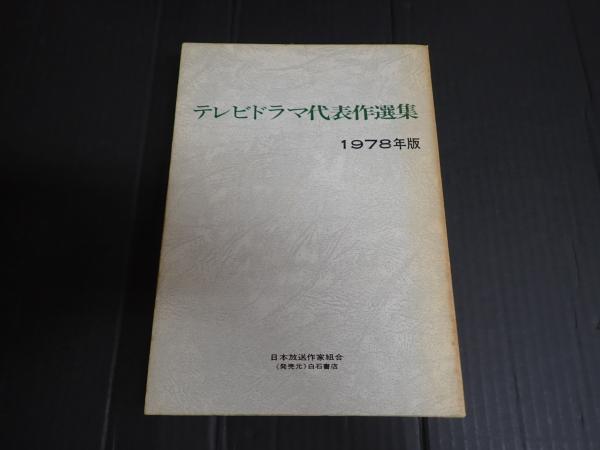 テレビドラマ代表作選集
1978年版
日本放送作家組合
(発売元)白石書店